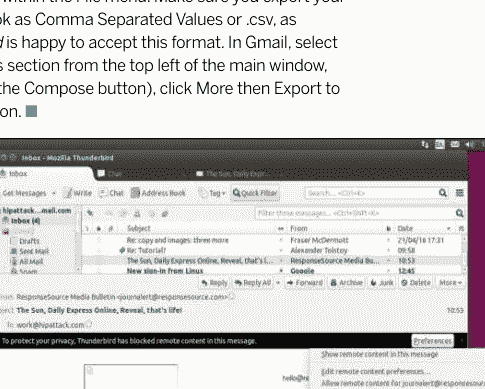 within the File menu. Make sure you export your
ok as Comma Separated Values or .csv, as
d is happy to accept this format. In Gmail, select
s section from the top left of the main window,
the Compose button), click More then Export to
on.
Inbox - Mozilla Thunderbird
Inbox Chat The Sun, Daily Expr...
Get Messages Write Chat Address Book Tag Quick Filter Search... <Ctrl+K>
hipattack....mail.com Filter these messages... <Ctrl+Shift+K>
Inbox (4)
Subject From Date
Drafts Re: copy and images: three more Fraser McDermott 21/04/16 17:31
Sent Mail Re: Tutorial? Alexander Tolstoy 09:58
All Mail The Sun, Daily Express Online, Reveal, that's l... ResponseSource Media Bu... 10:53
Spam New sign-in from Linux Google 12:45
Reply Reply All Forward Archive Junk Delete More
ResponseSource Media Bulletin <journalert@responsesource.com>
The Sun, Daily Express Online, Reveal, that's life! 10:53
To work@hipattack.com
To protect your privacy, Thunderbird has blocked remote content in this message. Preferences
Show remote content in this message
Edit remote content preferences...
Allow remote content for journalert@responsesour
hello@re